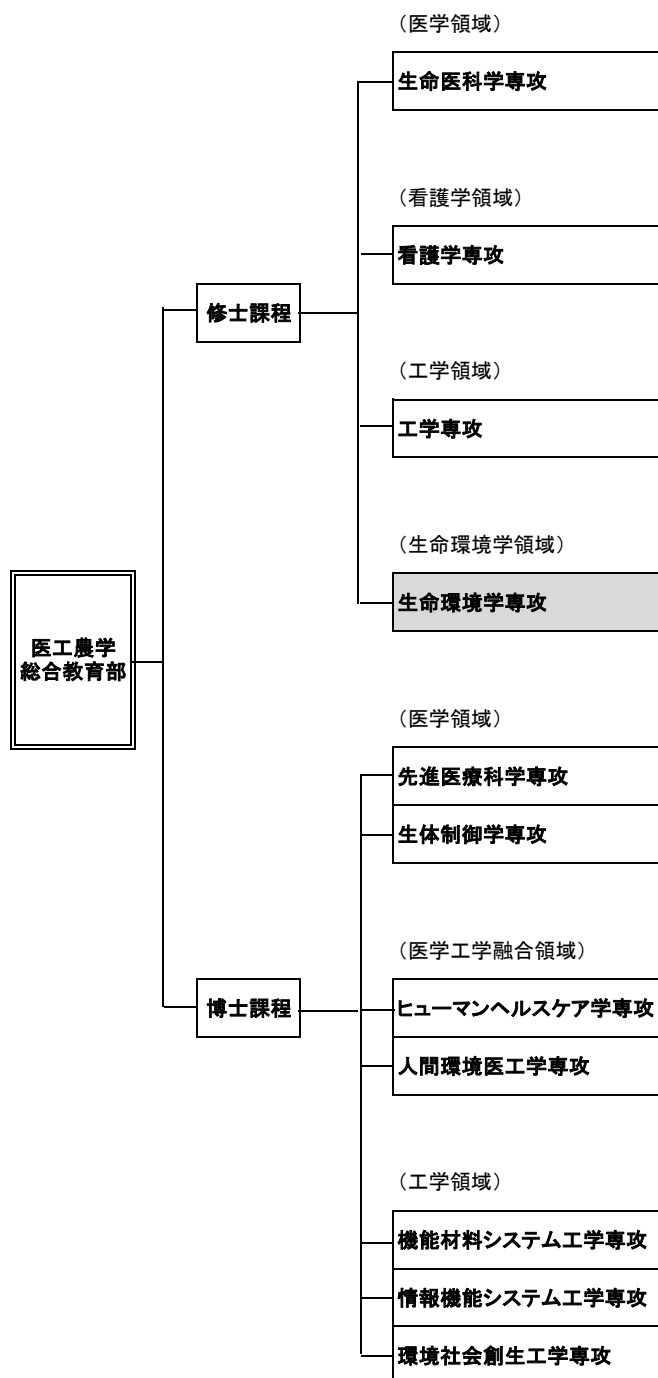 （医学領域）
生命医科学専攻
（看護学領域）
看護学専攻
修士課程
（工学領域）
工学専攻
（生命環境学領域）
生命環境学専攻
医工農学
総合教育部
（医学領域）
先進医療科学専攻
生体制御学専攻
（医学工学融合領域）
博士課程
ヒューマンヘルスケア学専攻
人間環境医工学専攻
（工学領域）
機能材料システム工学専攻
情報機能システム工学専攻
環境社会創生工学専攻